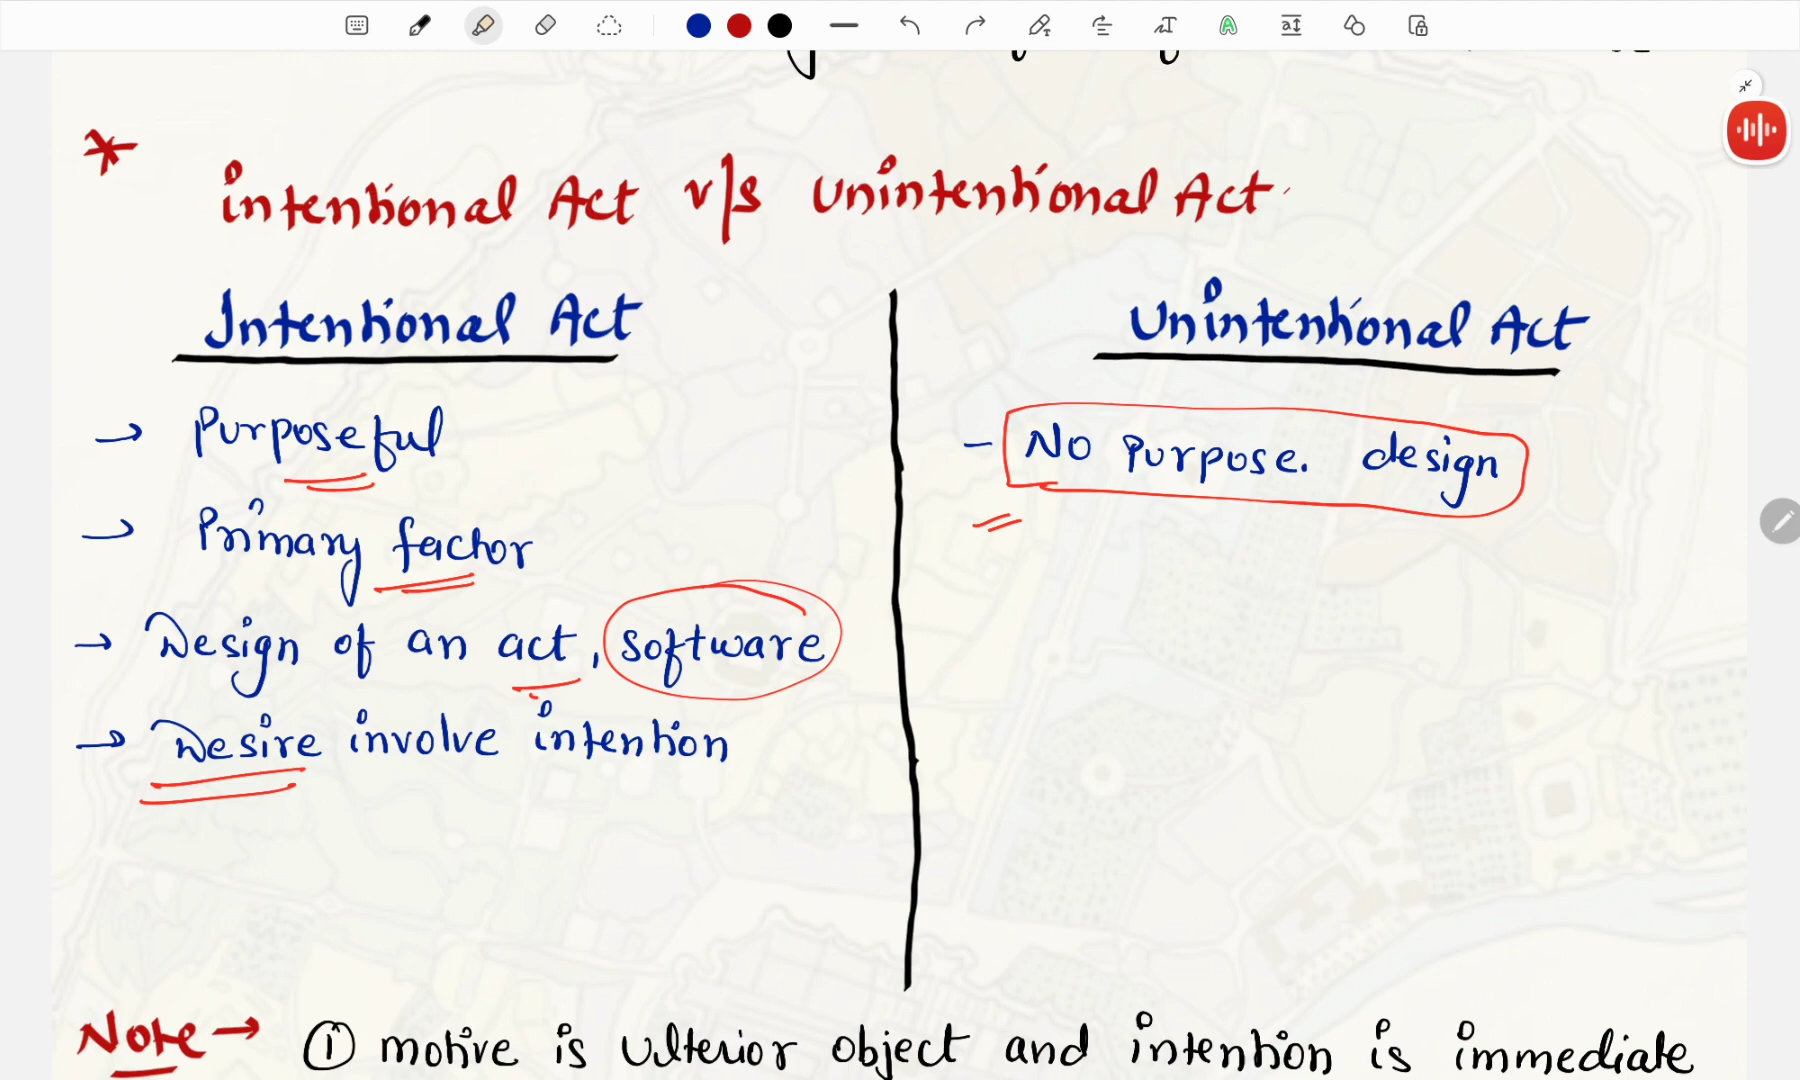 intentional Act v/s unintentional Act
Intentional Act
→ Purposeful
→ Primary factor
→ Design of an act, software
→ Desire involve intention
Unintentional Act
- No Purpose. design
Note → ① motive is ulterior object and intention is immediate